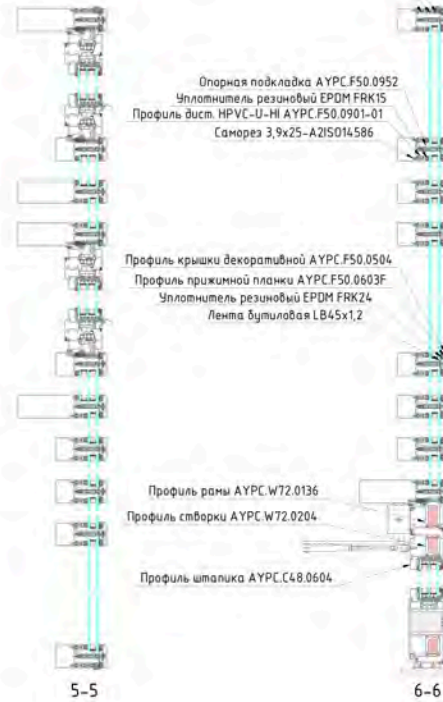 Опорная подкладка AYPC.F50.0952
Уплотнитель резиновый EPDM FRK15
Профиль дист. HPVC-U-HI AYPC.F50.0901-01
Саморез 3,9x25-A2ISO14586
Профиль крышки декоративной AYPC.F50.0504
Профиль прижимной планки AYPC.F50.0603F
Уплотнитель резиновый EPDM FRK24
Лента бутиловая LB45x1,2
Профиль рамы AYPC.W72.0136
Профиль створки AYPC.W72.0204
Профиль штапика AYPC.C48.0604
5-5
6-6